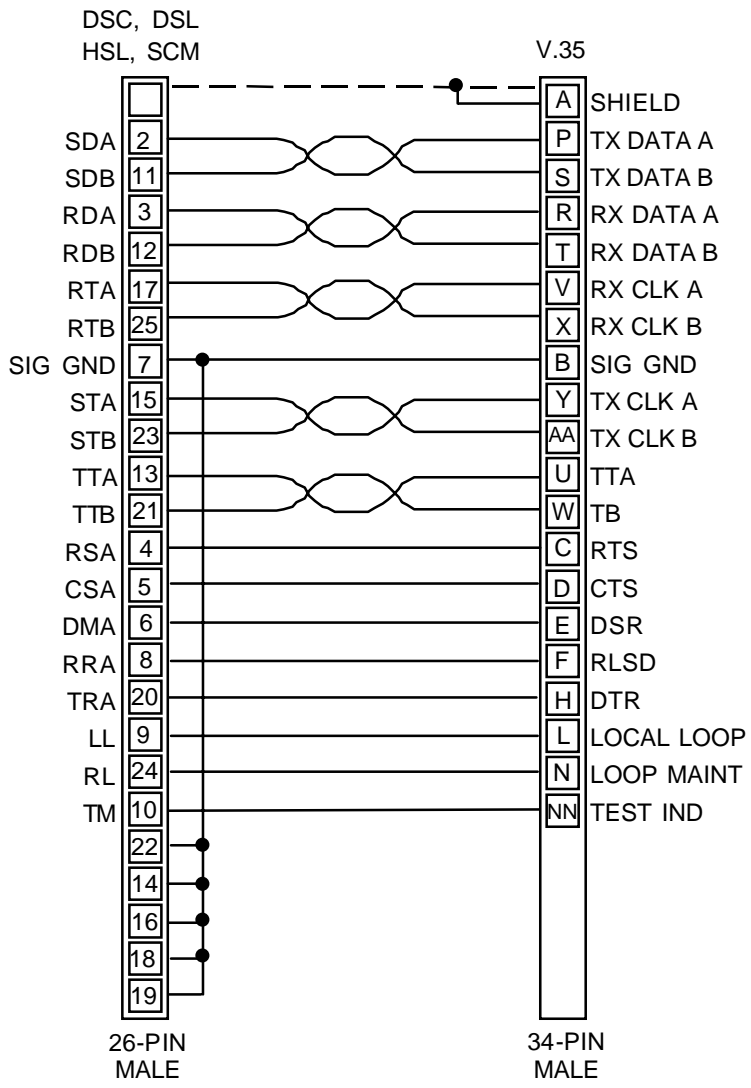 DSC, DSL
HSL, SCM
V.35
A SHIELD
SDA 2 P TX DATA A
SDB 11 S TX DATA B
RDA 3 R RX DATA A
RDB 12 T RX DATA B
RTA 17 V RX CLK A
RTB 25 X RX CLK B
SIG GND 7 B SIG GND
STA 15 Y TX CLK A
STB 23 AA TX CLK B
TTA 13 U TTA
TTB 21 W TB
RSA 4 C RTS
CSA 5 D CTS
DMA 6 E DSR
RRA 8 F RLSD
TRA 20 H DTR
LL 9 L LOCAL LOOP
RL 24 N LOOP MAINT
TM 10 NN TEST IND
22
14
16
18
19
26-PIN
MALE
34-PIN
MALE